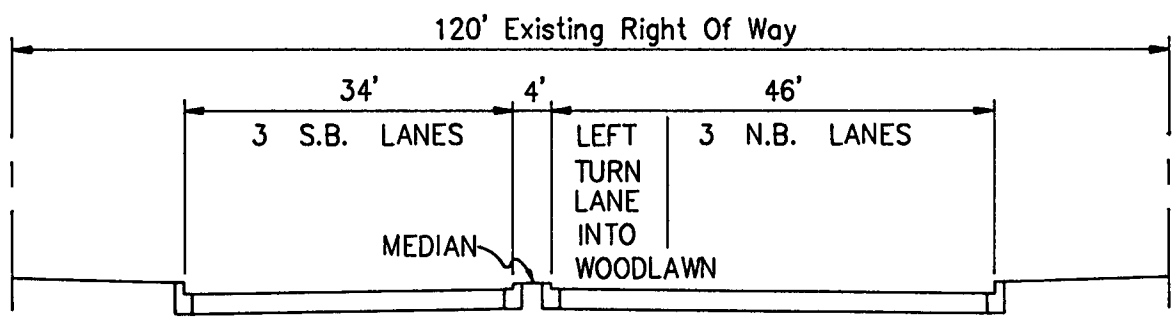 120' Existing Right Of Way
34' 4' 46'
3 S.B. LANES
LEFT
TURN
LANE
INTO
WOODLAWN
3 N.B. LANES
MEDIAN